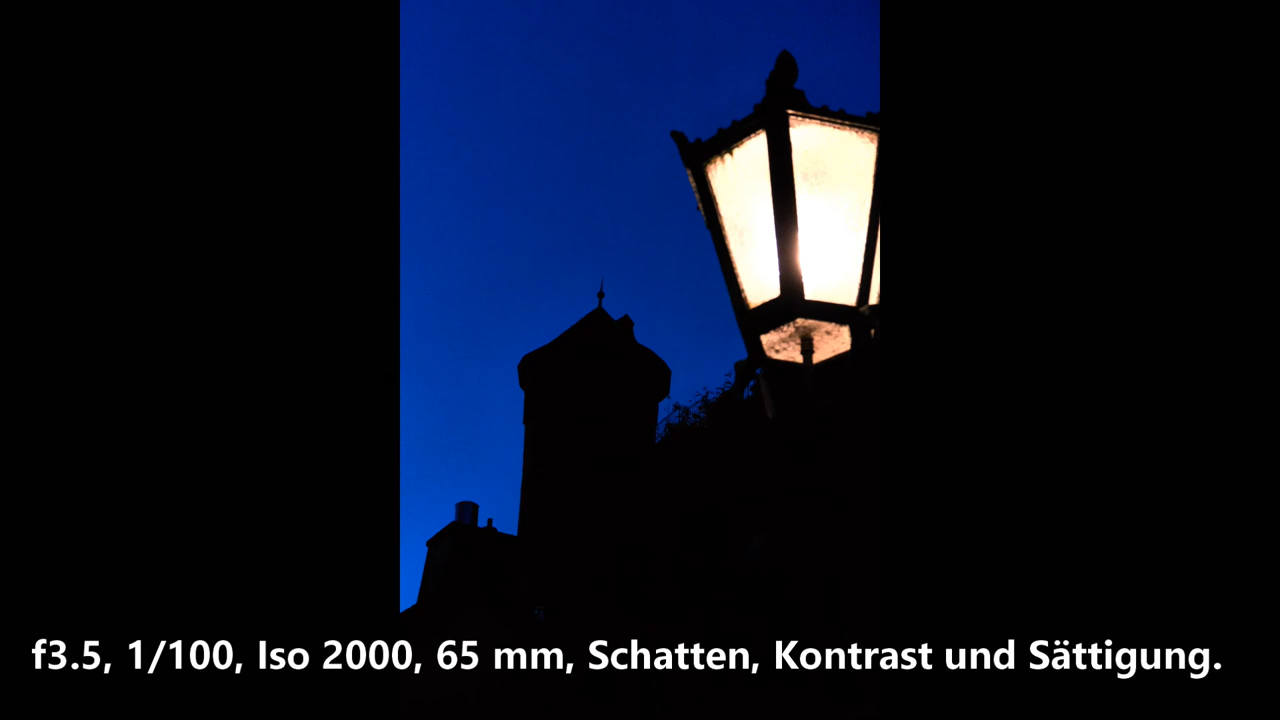 f3.5, 1/100, Iso 2000, 65 mm, Schatten, Kontrast und Sättigung.